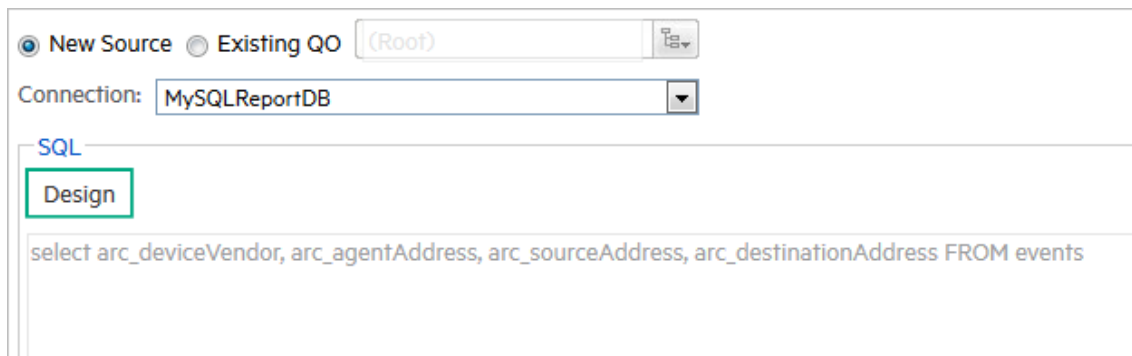 New Source Existing QO (Root)
Connection: MySQLReportDB
SQL
Design
select arc_deviceVendor, arc_agentAddress, arc_sourceAddress, arc_destinationAddress FROM events